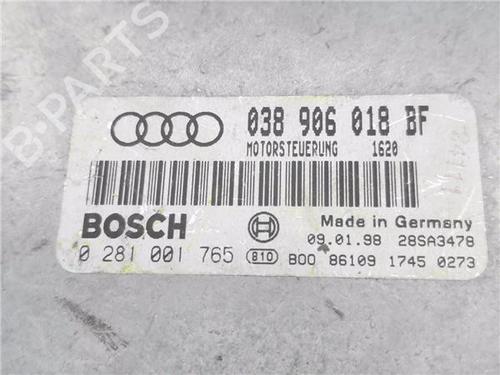 B-PARTS
038 906 018 BF
MOTORSTEUERUNG 1620
BOSCH
Made in Germany
09.01.98 28SA3478
0 281 001 765 810 B00 86109 1745 0273